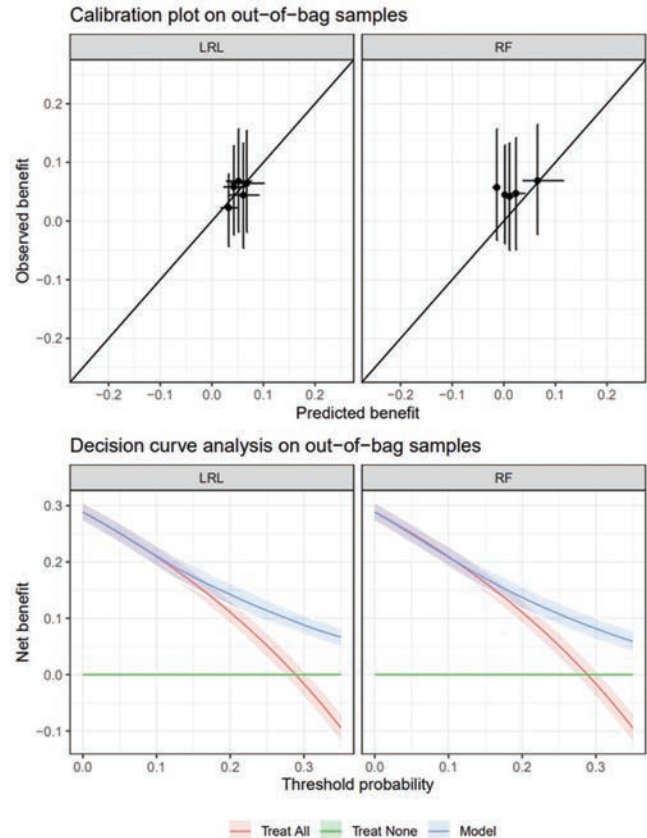 Calibration plot on out-of-bag samples
LRL RF
Observed benefit
0.2
0.1
0.0
−0.1
−0.2
−0.2 −0.1 0.0 0.1 0.2 −0.2 −0.1 0.0 0.1 0.2
Predicted benefit
Decision curve analysis on out-of-bag samples
LRL RF
Net benefit
0.3
0.2
0.1
0.0
−0.1
0.0 0.1 0.2 0.3 0.0 0.1 0.2 0.3
Threshold probability
Treat All Treat None Model